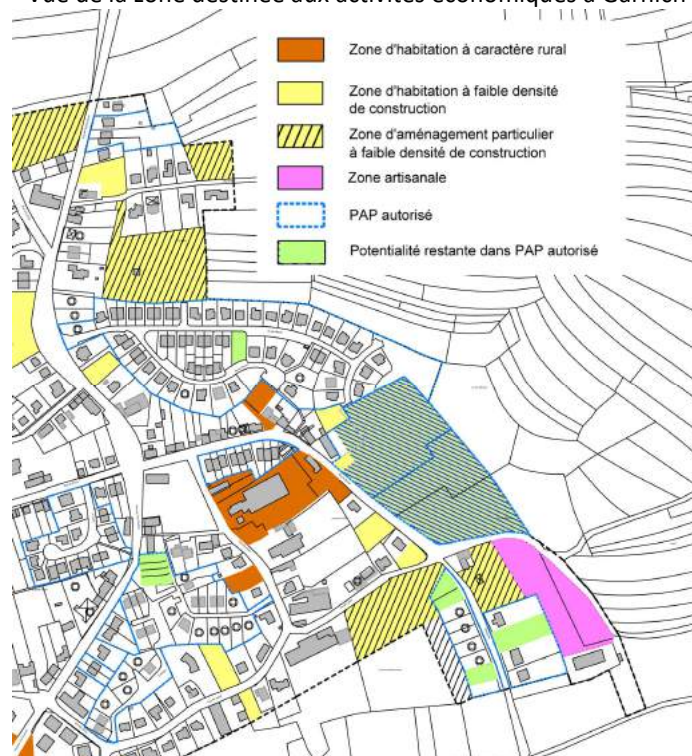 Vue de la zone destinée aux activités économiques à Garnich
Zone d'habitation à caractère rural
Zone d'habitation à faible densité
de construction
Zone d'aménagement particulier
à faible densité de construction
Zone artisanale
PAP autorisé
Potentialité restante dans PAP autorisé